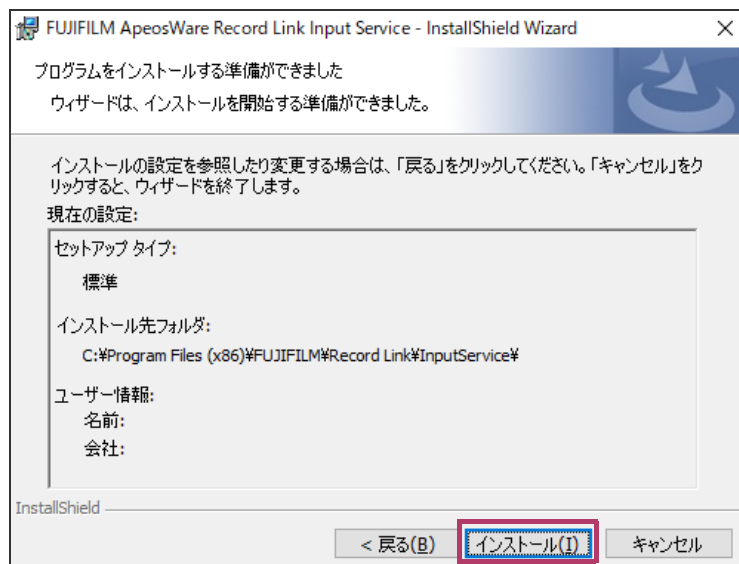 FUJIFILM ApeosWare Record Link Input Service - InstallShield Wizard
プログラムをインストールする準備ができました
ウィザードは、インストールを開始する準備ができました。
インストールの設定を参照したり変更する場合は、「戻る」をクリックしてください。「キャンセル」をク
リックすると、ウィザードを終了します。
現在の設定:
セットアップ タイプ:
標準
インストール先フォルダ:
C:¥Program Files (x86)¥FUJIFILM¥Record Link¥InputService¥
ユーザー情報:
名前:
会社:
InstallShield
< 戻る(B)
インストール(I)
キャンセル